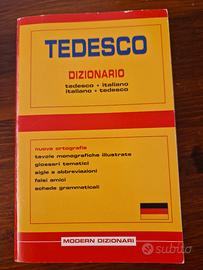 TEDESCO
DIZIONARIO
tedesco • italiano
italiano • tedesco
nuova ortografia
tavole monografiche illustrate
glossari tematici
sigle e abbreviazioni
falsi amici
schede grammaticali
MODERN DIZIONARI
subito